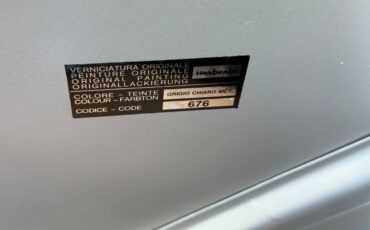 VERNICIATURA ORIGINALE
PEINTURE ORIGINALE
ORIGINAL PAINTING
ORIGINALLACKIERUNG
Herberts
COLORE - TEINTE GRIGIO CHIARO MET.
COLOUR - FARBTON
CODICE - CODE 676